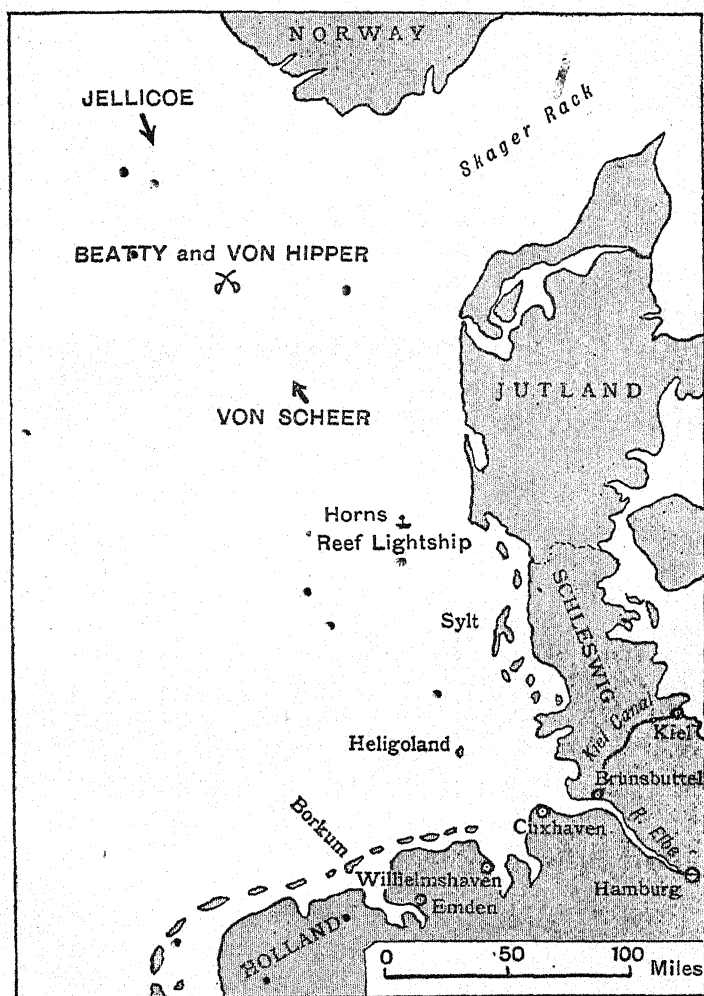 NORWAY
JELLICOE
Skager Rack
BEATTY and VON HIPPER
JUTLAND
VON SCHEER
Horns
Reef Lightship
SCHLESWIG
Sylt
Kiel Canal
Kiel
Heligoland
Brunsbuttel
Borkum
Cuxhaven
R. Elbe
Wilhelmshaven
Hamburg
Emden
HOLLAND
0 50 100
Miles